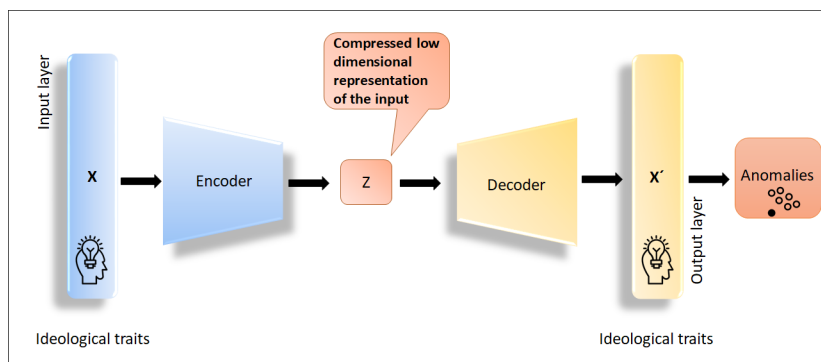 Input layer
X
Ideological traits
Encoder
Compressed low
dimensional
representation
of the input
Z
Decoder
X´
Output layer
Ideological traits
Anomalies